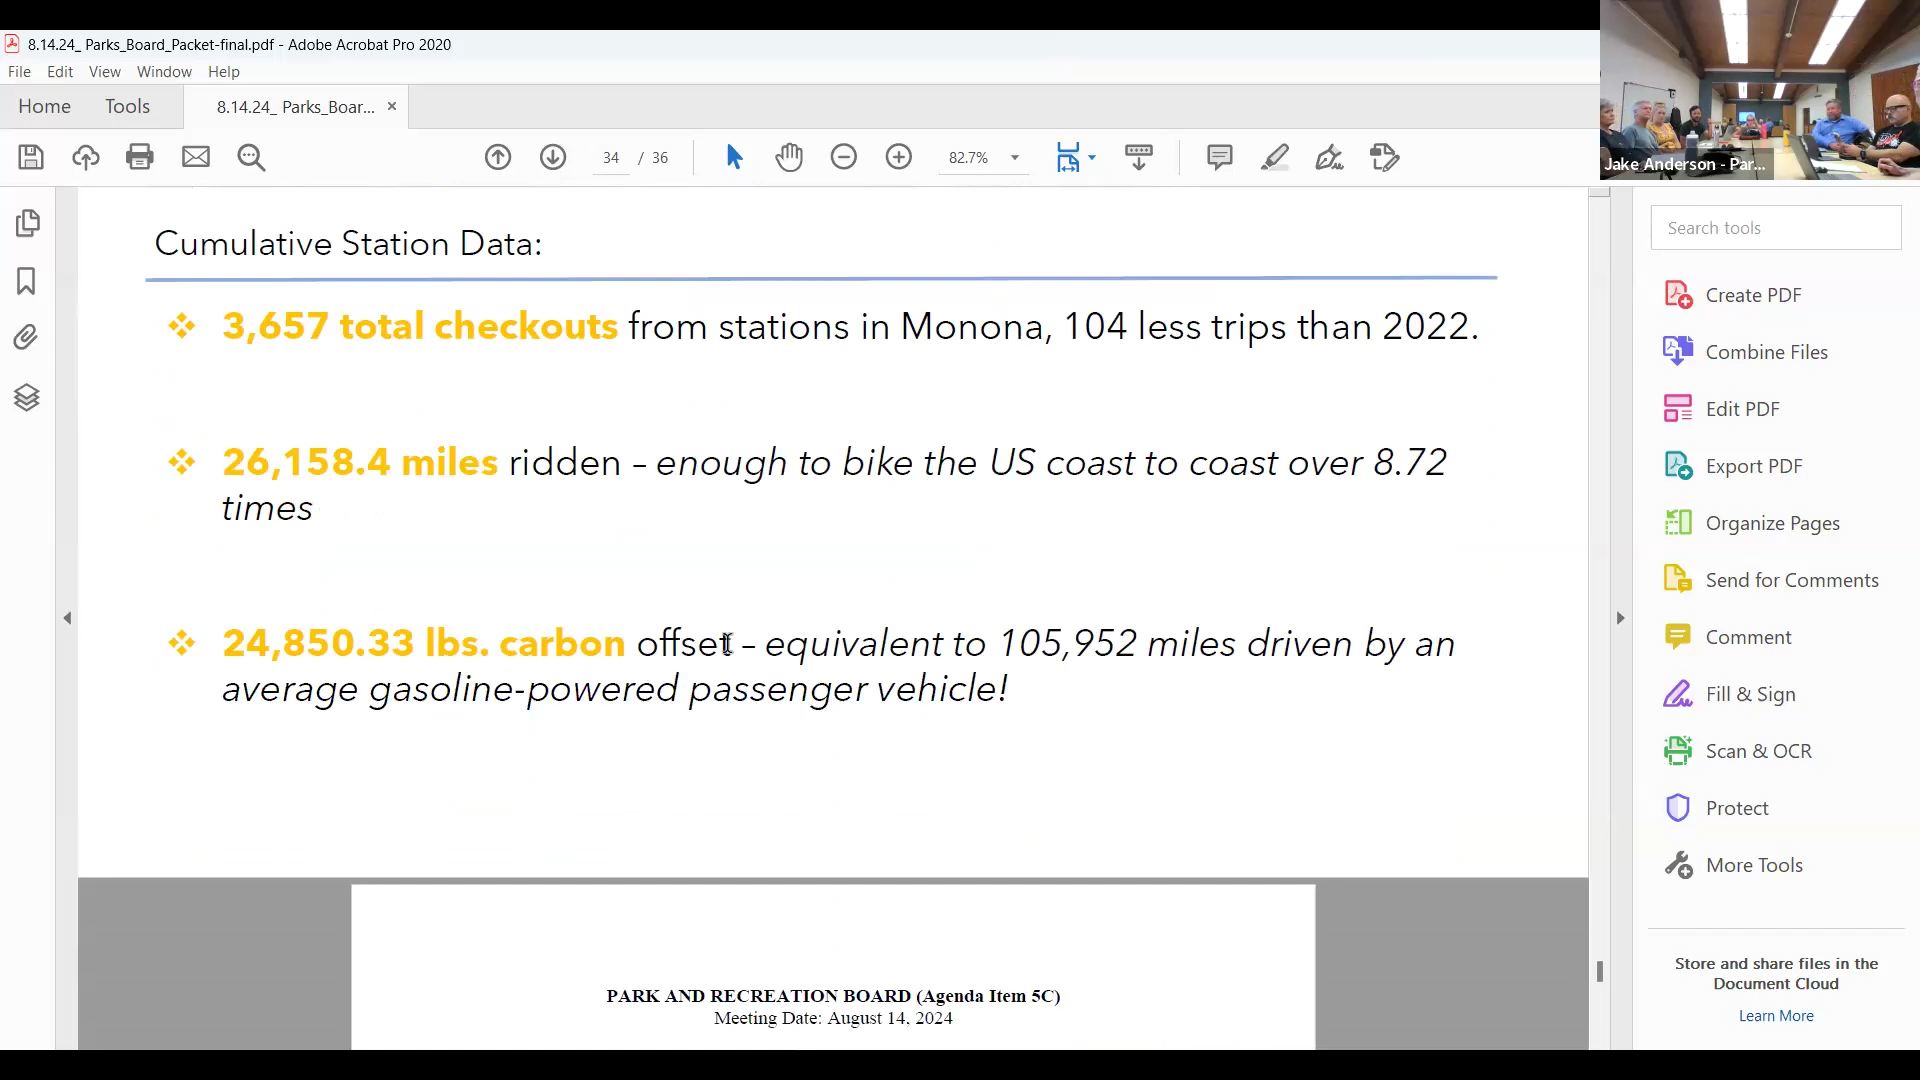 8.14.24_ Parks_Board_Packet-final.pdf - Adobe Acrobat Pro 2020
File Edit View Window Help
Home Tools 8.14.24_ Parks_Boar... ×
34 / 36 82.7%
Jake Anderson - Par...
Cumulative Station Data:
3,657 total checkouts from stations in Monona, 104 less trips than 2022.
26,158.4 miles ridden – enough to bike the US coast to coast over 8.72
times
24,850.33 lbs. carbon offset – equivalent to 105,952 miles driven by an
average gasoline-powered passenger vehicle!
PARK AND RECREATION BOARD (Agenda Item 5C)
Meeting Date: August 14, 2024
Search tools
Create PDF
Combine Files
Edit PDF
Export PDF
Organize Pages
Send for Comments
Comment
Fill & Sign
Scan & OCR
Protect
More Tools
Store and share files in the
Document Cloud
Learn More